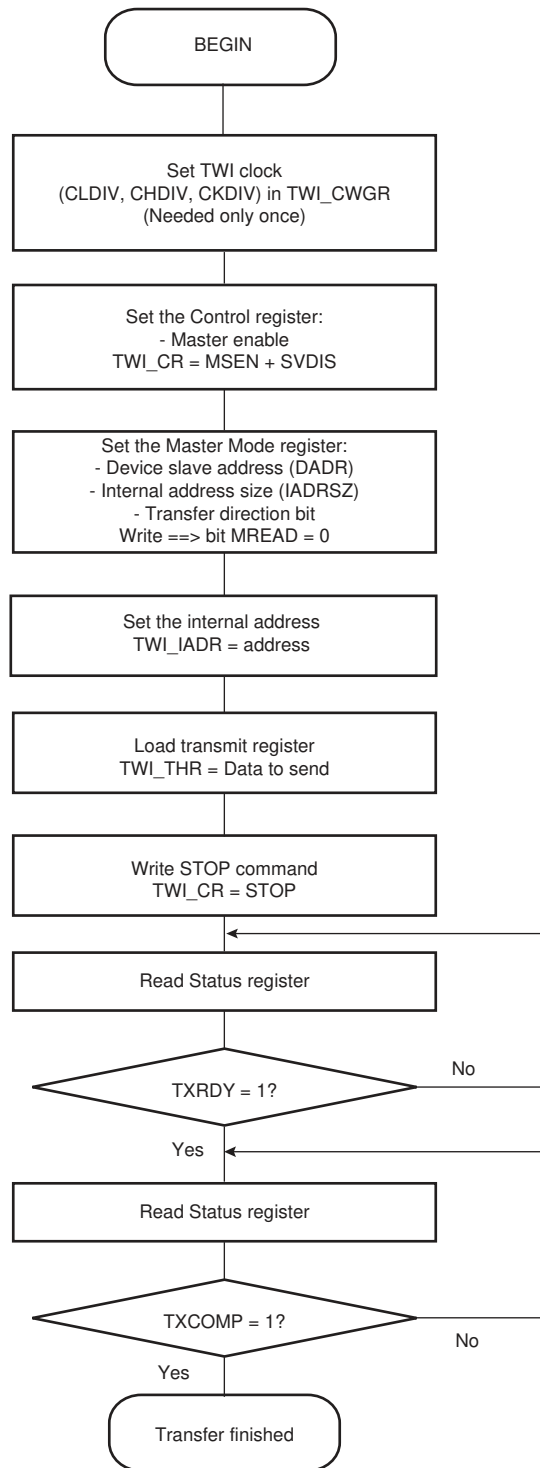 BEGIN
Set TWI clock
(CLDIV, CHDIV, CKDIV) in TWI_CWGR
(Needed only once)
Set the Control register:
- Master enable
TWI_CR = MSEN + SVDIS
Set the Master Mode register:
- Device slave address (DADR)
- Internal address size (IADRSZ)
- Transfer direction bit
Write ==> bit MREAD = 0
Set the internal address
TWI_IADR = address
Load transmit register
TWI_THR = Data to send
Write STOP command
TWI_CR = STOP
Read Status register
TXRDY = 1?
No
Yes
Read Status register
TXCOMP = 1?
No
Yes
Transfer finished